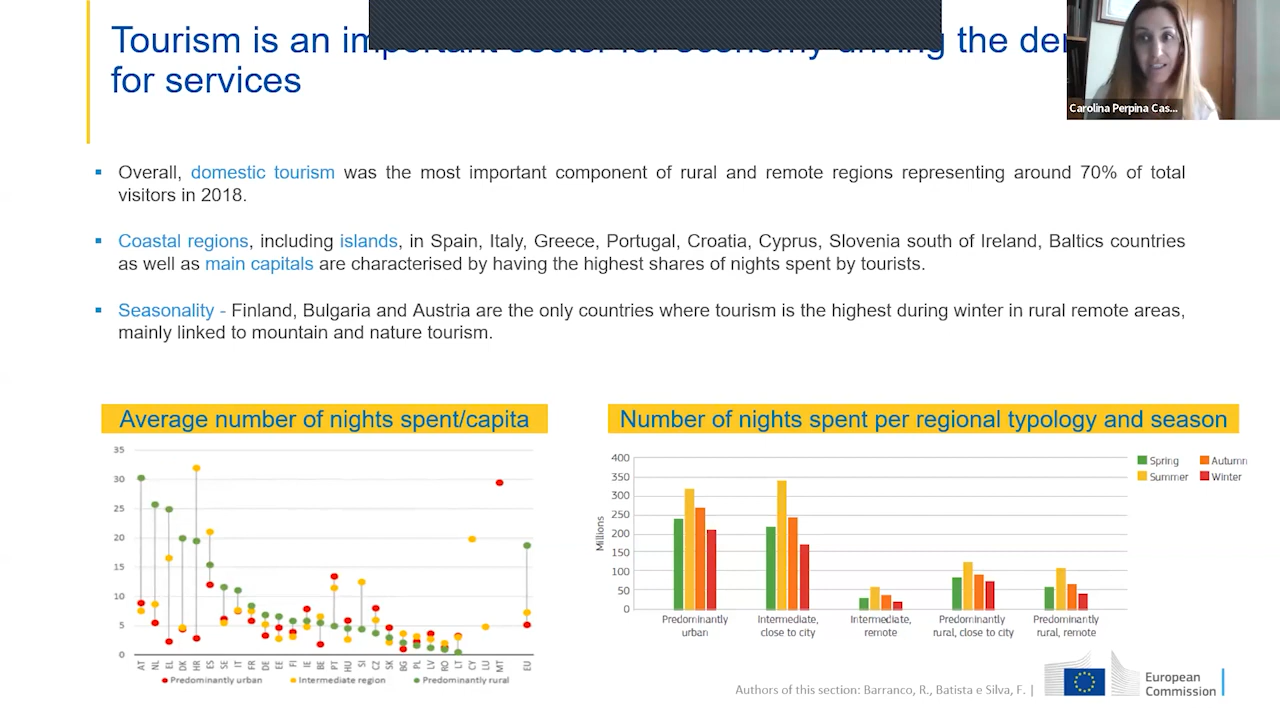 Tourism is an important sector for economy driving the
for services
Carolina Perpina Cas...
▪ Overall, domestic tourism was the most important component of rural and remote regions representing around 70% of total
visitors in 2018.
▪ Coastal regions, including islands, in Spain, Italy, Greece, Portugal, Croatia, Cyprus, Slovenia south of Ireland, Baltics countries
as well as main capitals are characterised by having the highest shares of nights spent by tourists.
▪ Seasonality - Finland, Bulgaria and Austria are the only countries where tourism is the highest during winter in rural remote areas,
mainly linked to mountain and nature tourism.
Average number of nights spent/capita
35
30
25
20
15
10
5
0
AT NL EL DK HR ES SE IT FR DE EE FI IE BE PT HU SI CZ SK BG PL LV RO LT CY LU MT EU
Predominantly urban Intermediate region Predominantly rural
Number of nights spent per regional typology and season
Millions
400
350
300
250
200
150
100
50
0
Spring Autumn
Summer Winter
Predominantly urban
Intermediate, close to city
Intermediate, remote
Predominantly rural, close to city
Predominantly rural, remote
Authors of this section: Barranco, R., Batista e Silva, F. |
European
Commission